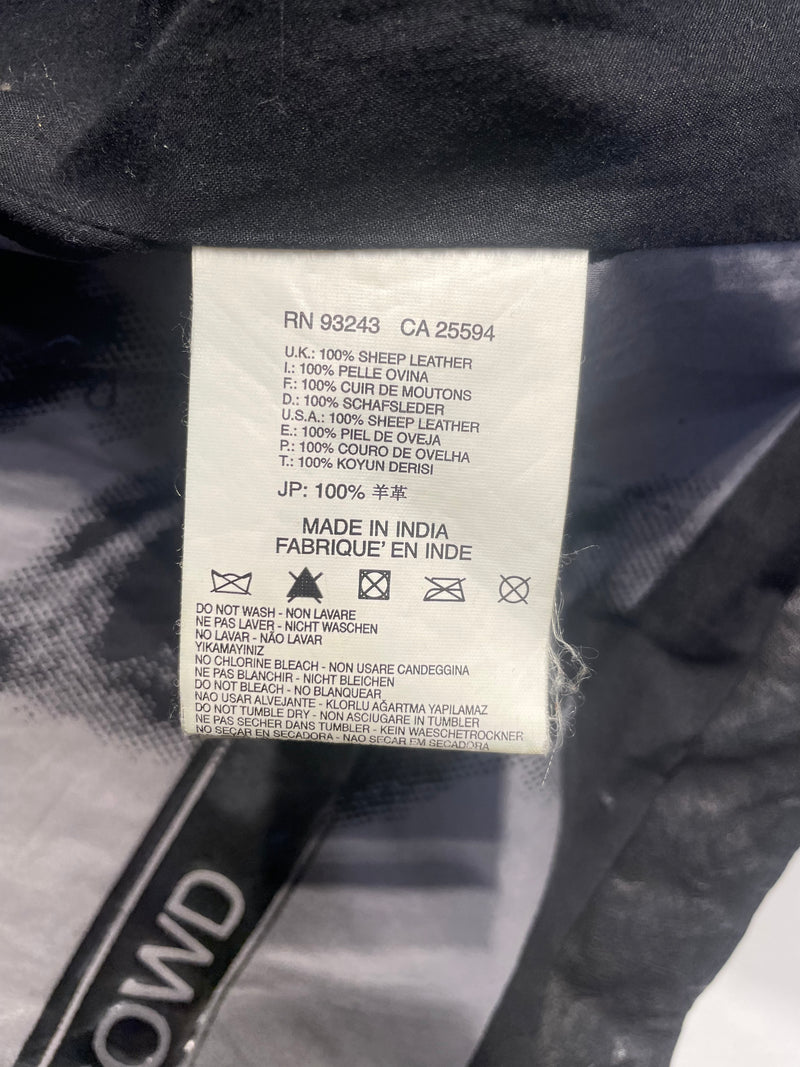 RN 93243 CA 25594
U.K.: 100% SHEEP LEATHER
I.: 100% PELLE OVINA
F.: 100% CUIR DE MOUTONS
D.: 100% SCHAFSLEDER
U.S.A.: 100% SHEEP LEATHER
E.: 100% PIEL DE OVEJA
P.: 100% COURO DE OVELHA
T.: 100% KOYUN DERISI
JP: 100% 羊革
MADE IN INDIA
FABRIQUE' EN INDE
DO NOT WASH - NON LAVARE
NE PAS LAVER - NICHT WASCHEN
NO LAVAR - NÃO LAVAR
YIKAMAYINIZ
NO CHLORINE BLEACH - NON USARE CANDEGGINA
NE PAS BLANCHIR - NICHT BLEICHEN
DO NOT BLEACH - NO BLANQUEAR
NAO USAR ALVEJANTE - KLORLU AĞARTMA YAPILAMAZ
DO NOT TUMBLE DRY - NON ASCIUGARE IN TUMBLER
NE PAS SECHER DANS TUMBLER - KEIN WAESCHETROCKNER
NO SEÇAR EN SECADORA - NAO SECAR EM SECADORA
OWD